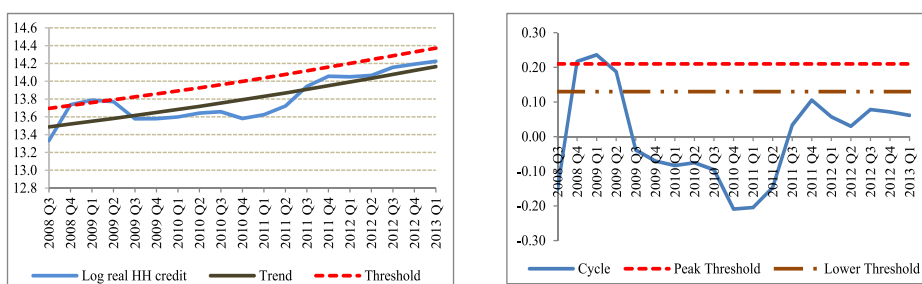 14.6
14.4
14.2
14.0
13.8
13.6
13.4
13.2
13.0
12.8
2008 Q3
2008 Q4
2009 Q1
2009 Q2
2009 Q3
2009 Q4
2010 Q1
2010 Q2
2010 Q3
2010 Q4
2011 Q1
2011 Q2
2011 Q3
2011 Q4
2012 Q1
2012 Q2
2012 Q3
2012 Q4
2013 Q1
Log real HH credit Trend Threshold
0.30
0.20
0.10
0.00
-0.10
-0.20
-0.30
2008 Q3
2008 Q4
2009 Q1
2009 Q2
2009 Q3
2009 Q4
2010 Q1
2010 Q2
2010 Q3
2010 Q4
2011 Q1
2011 Q2
2011 Q3
2011 Q4
2012 Q1
2012 Q2
2012 Q3
2012 Q4
2013 Q1
Cycle Peak Threshold Lower Threshold